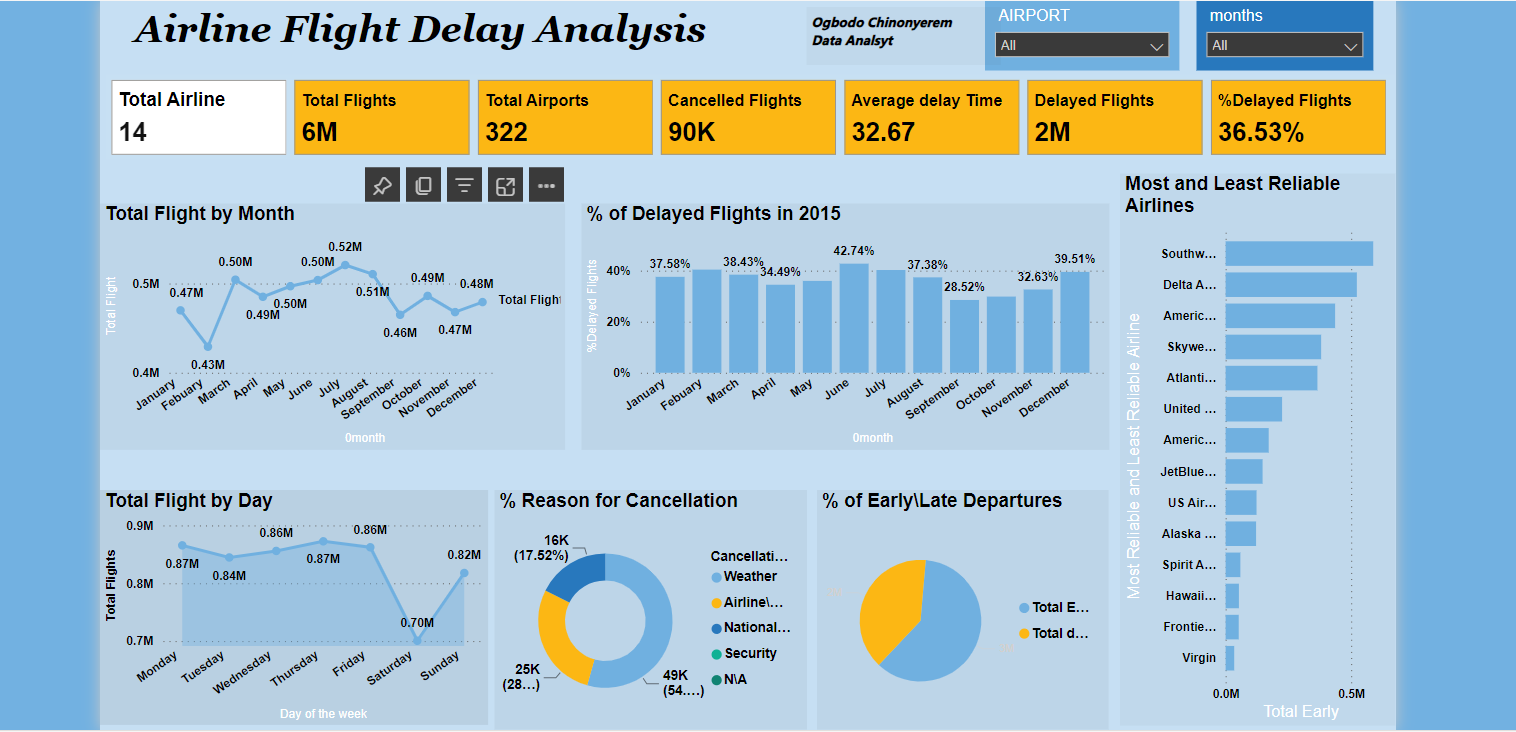 Airline Flight Delay Analysis
Ogbodo Chinonyerem
Data Analsyt
AIRPORT
All
months
All
Total Airline
14
Total Flights
6M
Total Airports
322
Cancelled Flights
90K
Average delay Time
32.67
Delayed Flights
2M
%Delayed Flights
36.53%
Total Flight by Month
Total Flight
0.5M
0.4M
0.47M
0.43M
0.50M
0.49M
0.50M
0.50M
0.52M
0.51M
0.46M
0.49M
0.47M
0.48M
Total Flight
January
Febuary
March
April
May
June
July
August
September
October
November
December
0month
% of Delayed Flights in 2015
%Delayed Flights
40%
20%
0%
37.58%
38.43%
34.49%
42.74%
37.38%
28.52%
32.63%
39.51%
January
Febuary
March
April
May
June
July
August
September
October
November
December
0month
Most and Least Reliable
Airlines
Most Reliable and Least Reliable Airline
Southw...
Delta A...
Americ...
Skywe...
Atlanti...
United ...
Americ...
JetBlue...
US Air...
Alaska ...
Spirit A...
Hawaii...
Frontie...
Virgin
0.0M
0.5M
Total Early
Total Flight by Day
Total Flights
0.9M
0.8M
0.7M
0.87M
0.84M
0.86M
0.87M
0.86M
0.70M
0.82M
Monday
Tuesday
Wednesday
Thursday
Friday
Saturday
Sunday
Day of the week
% Reason for Cancellation
16K
(17.52%)
25K
(28...)
49K
(54....)
Cancellati...
Weather
Airline\...
National...
Security
N\A
% of Early\Late Departures
Total E...
Total d...